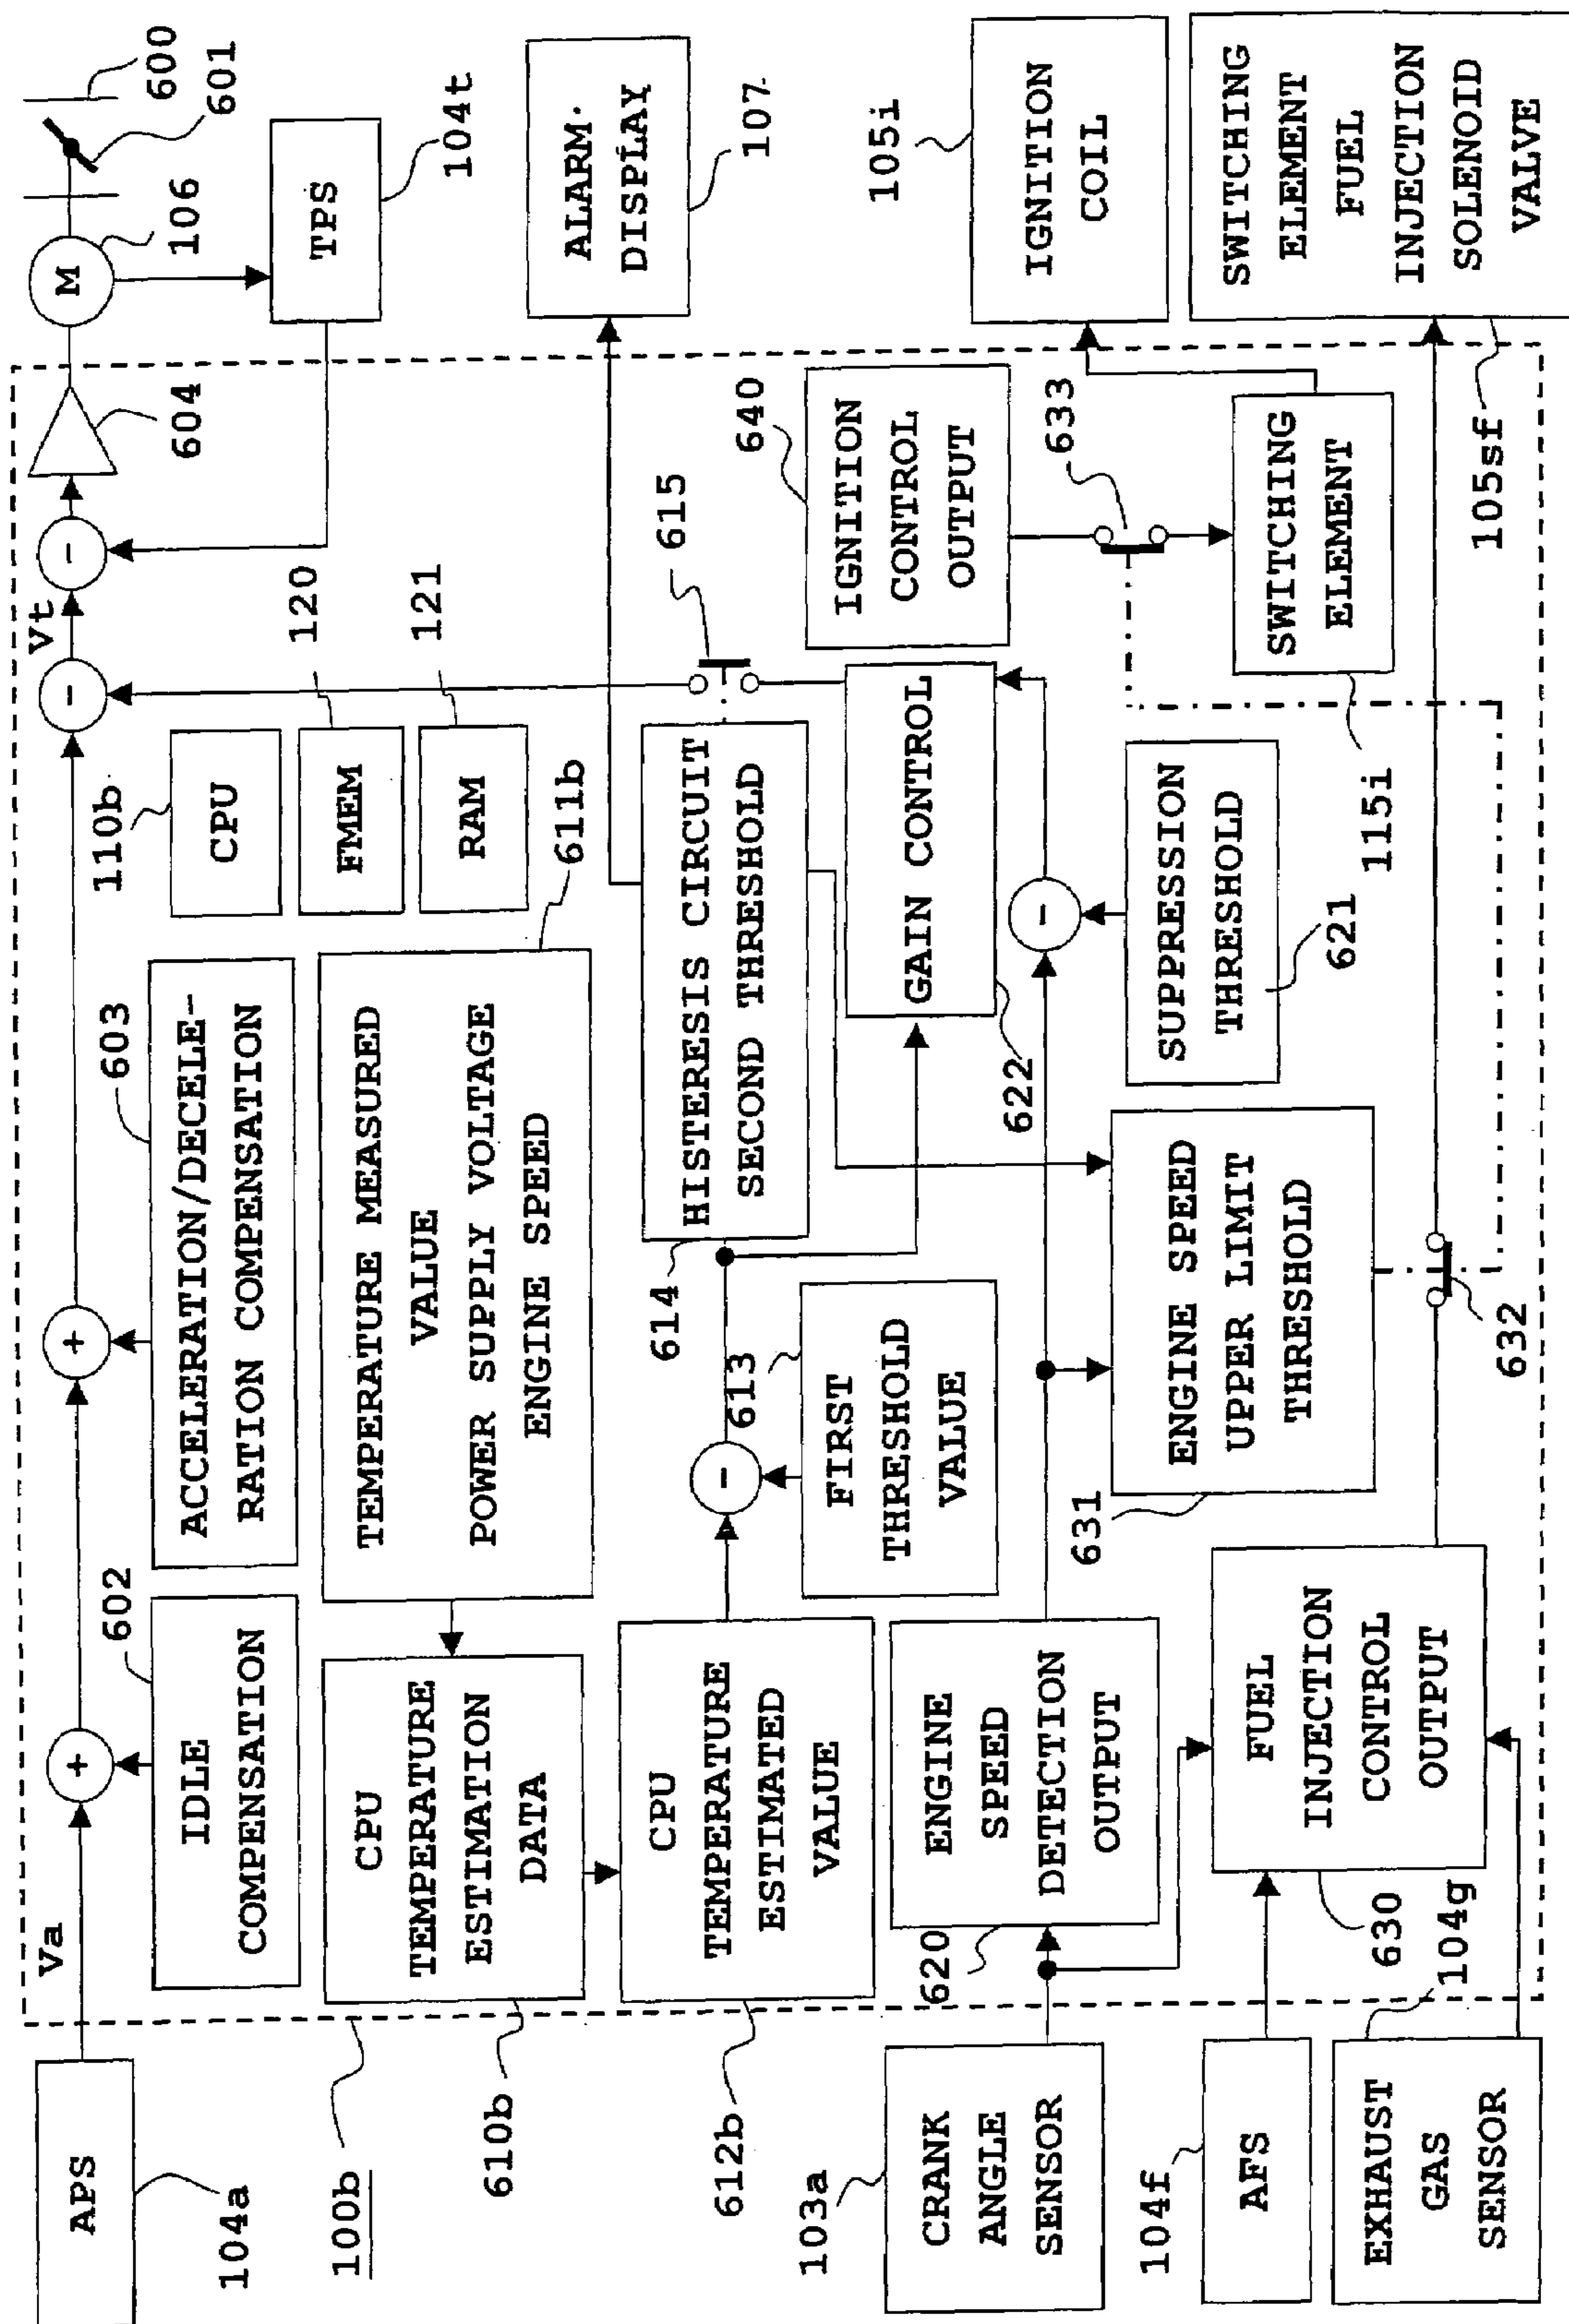 APS
104a
Va
100b
IDLE
COMPENSATION
602
ACCELERATION/DECELE-
RATION COMPENSATION
603
Vt
604
M
106
600
601
TPS
104t
110b
CPU
FMEM
120
RAM
121
CPU
TEMPERATURE
ESTIMATION
DATA
610b
TEMPERATURE MEASURED
VALUE
POWER SUPPLY VOLTAGE
ENGINE SPEED
611b
CPU
TEMPERATURE
ESTIMATED
VALUE
612b
FIRST
THRESHOLD
VALUE
613
HISTERESIS CIRCUIT
SECOND THRESHOLD
614
615
GAIN CONTROL
622
ALARM·
DISPLAY
107
CRANK
ANGLE
SENSOR
103a
ENGINE
SPEED
DETECTION
OUTPUT
620
SUPPRESSION
THRESHOLD
621
ENGINE SPEED
UPPER LIMIT
THRESHOLD
631
IGNITION
CONTROL
OUTPUT
640
633
SWITCHING
ELEMENT
115i
IGNITION
COIL
105i
AFS
104f
EXHAUST
GAS
SENSOR
104g
FUEL
INJECTION
CONTROL
OUTPUT
630
632
SWITCHING
ELEMENT
FUEL
INJECTION
SOLENOID
VALVE
105sf
+
+
-
-
-
-